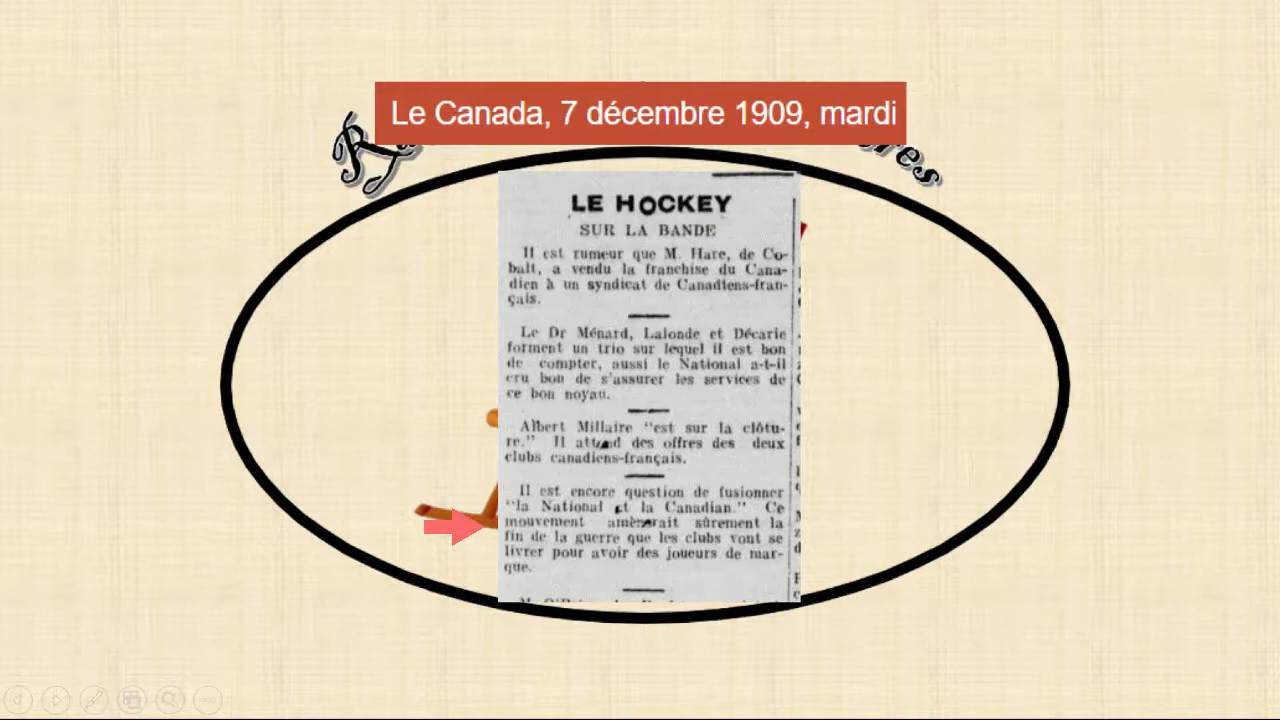 Le Canada, 7 décembre 1909, mardi
LE HOCKEY
SUR LA BANDE
Il est rumeur que M. Hare, de Co-
balt, a vendu la franchise du Cana-
dien à un syndicat de Canadiens-fran-
çais.
Le Dr Ménard, Lalonde et Décarie
forment un trio sur lequel il est bon
de compter, aussi le National a-t-il
cru bon de s'assurer les services de
ce bon noyau.
Albert Millaire "est sur la clôtu-
re." Il attend des offres des deux
clubs canadiens-français.
Il est encore question de fusionner
"la National et la Canadian." Ce
mouvement amènerait sûrement la
fin de la guerre que les clubs vont se
livrer pour avoir des joueurs de mar-
que.